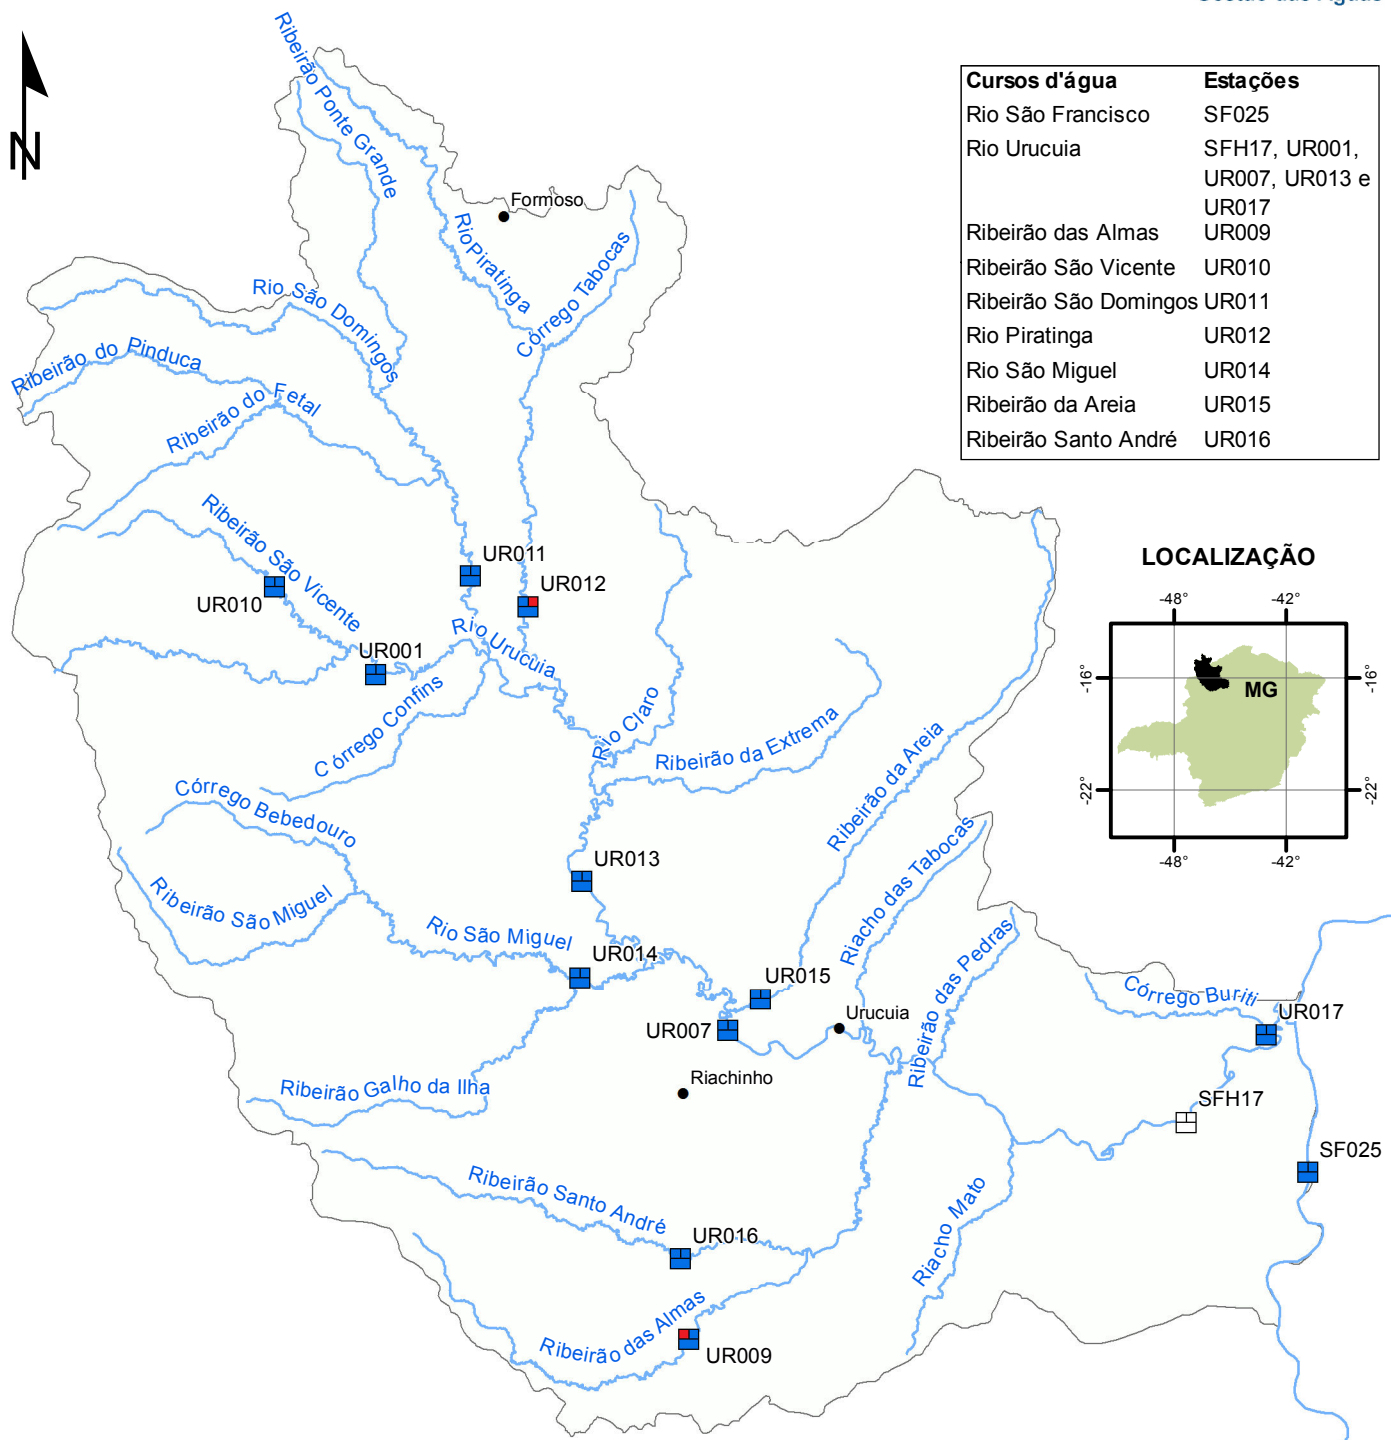 N
Cursos d'água Estações
Rio São Francisco SF025
Rio Urucuia SFH17, UR001,
UR007, UR013 e
UR017
Ribeirão das Almas UR009
Ribeirão São Vicente UR010
Ribeirão São Domingos UR011
Rio Piratinga UR012
Rio São Miguel UR014
Ribeirão da Areia UR015
Ribeirão Santo André UR016
Ribeirão Ponte Grande
Formoso
Rio Piratinga
Córrego Tabocas
Rio São Domingos
Ribeirão do Pinduca
Ribeirão do Fetal
Ribeirão São Vicente
UR011
UR012
UR010
UR001
Rio Urucuia
Córrego Confins
Rio Claro
Ribeirão da Extrema
Ribeirão da Areia
Córrego Bebedouro
Ribeirão São Miguel
UR013
Rio São Miguel
UR014
Riacho das Tabocas
Ribeirão das Pedras
UR015
UR007
Urucuia
Riachinho
Ribeirão Galho da Ilha
Córrego Buriti
UR017
SFH17
SF025
Ribeirão Santo André
UR016
Riacho Mato
Ribeirão das Almas
UR009
LOCALIZAÇÃO
-48° -42°
-16° MG -16°
-22° -22°
-48° -42°